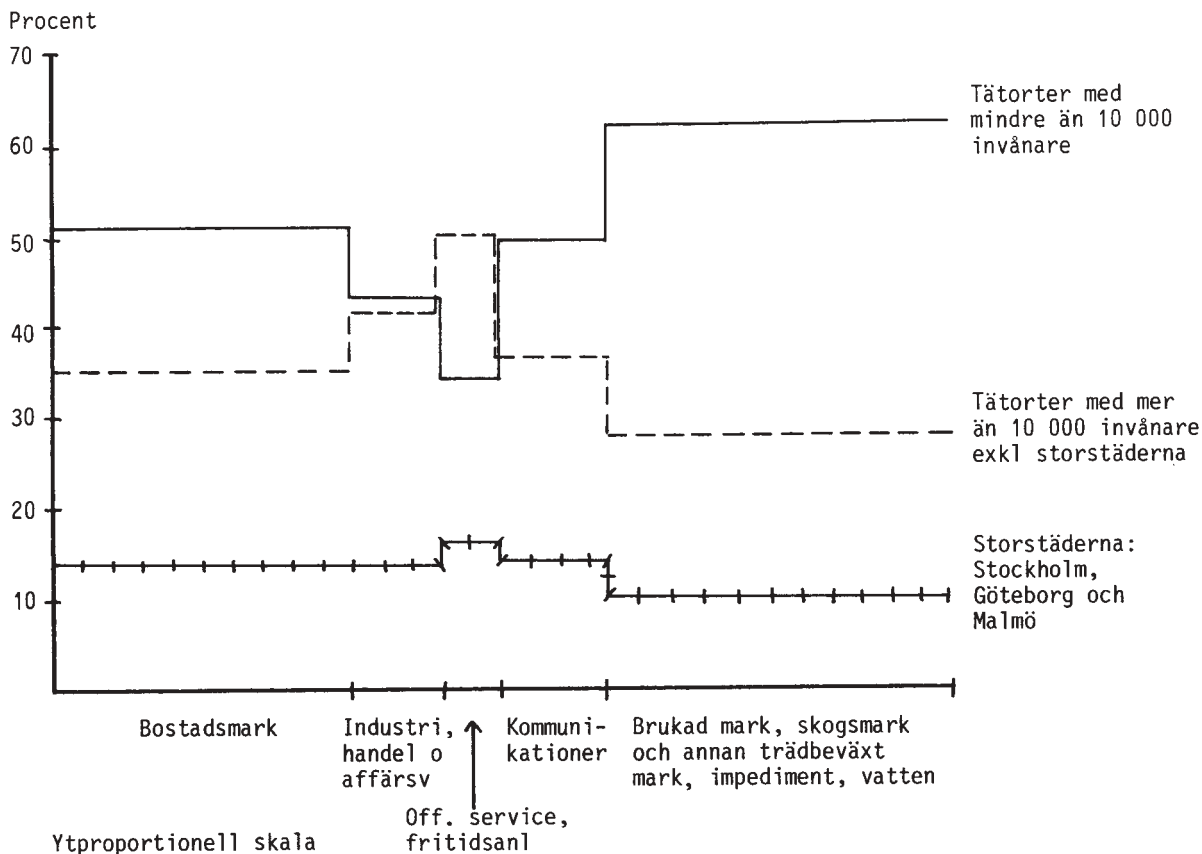 Procent
70
60
50
40
30
20
10
Tätorter med
mindre än 10 000
invånare
Tätorter med mer
än 10 000 invånare
exkl storstäderna
Storstäderna:
Stockholm,
Göteborg och
Malmö
Bostadsmark
Industri,
handel o
affärsv
Off. service,
fritidsanl
Kommuni-
kationer
Brukad mark, skogsmark
och annan trädbeväxt
mark, impediment, vatten
Ytproportionell skala